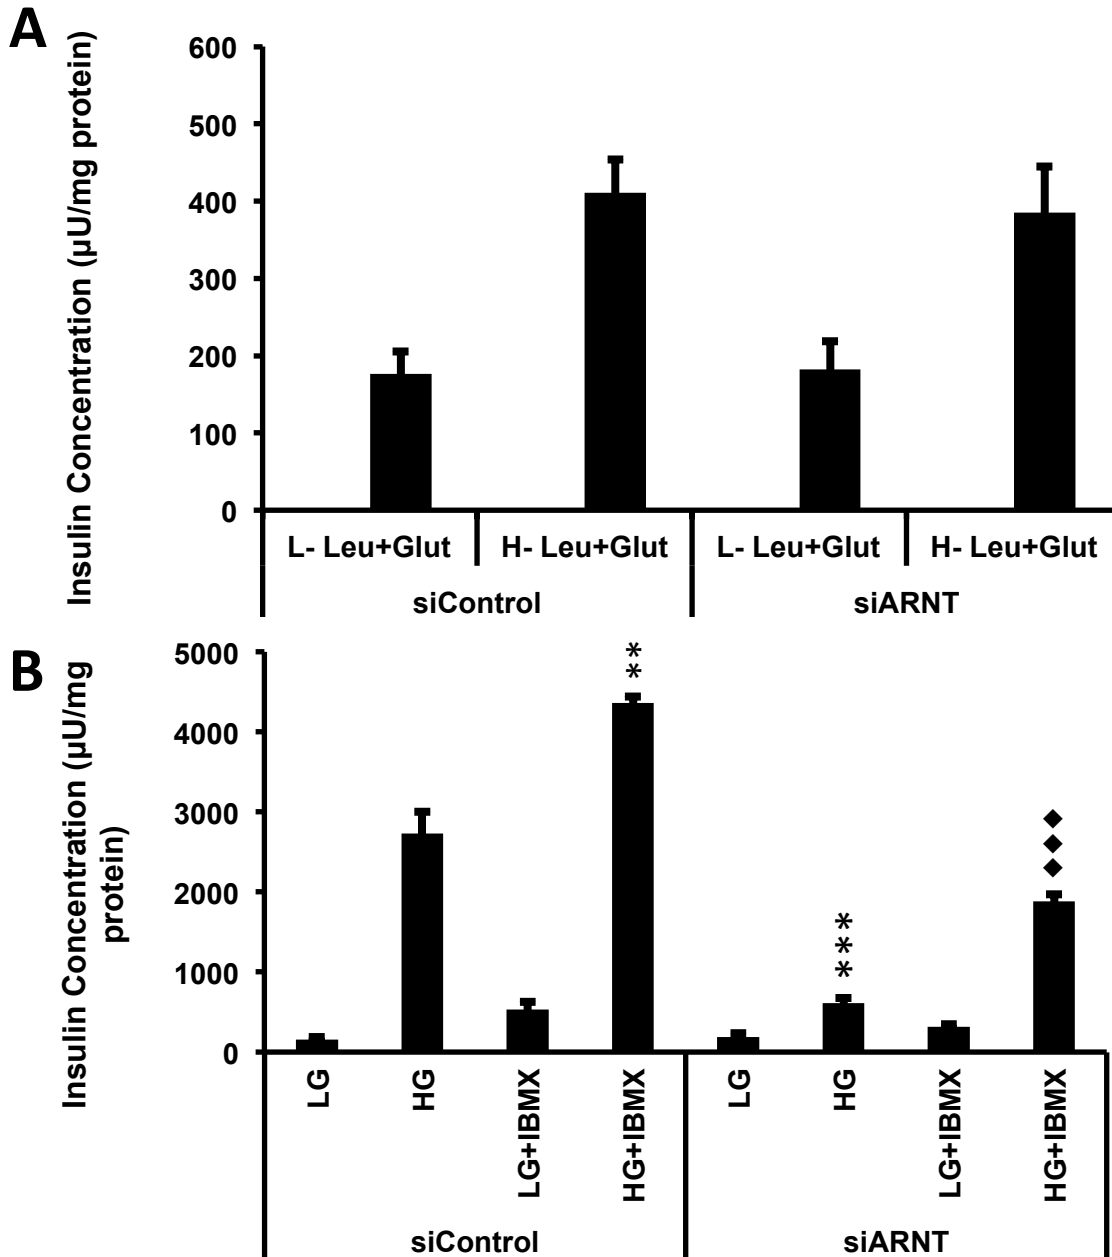 A
Insulin Concentration (µU/mg protein)
600
500
400
300
200
100
0
L- Leu+Glut H- Leu+Glut L- Leu+Glut H- Leu+Glut
siControl siARNT
B
Insulin Concentration (µU/mg
protein)
5000
4000
3000
2000
1000
0
**
***
◆◆◆
LG HG LG+IBMX HG+IBMX LG HG LG+IBMX HG+IBMX
siControl siARNT